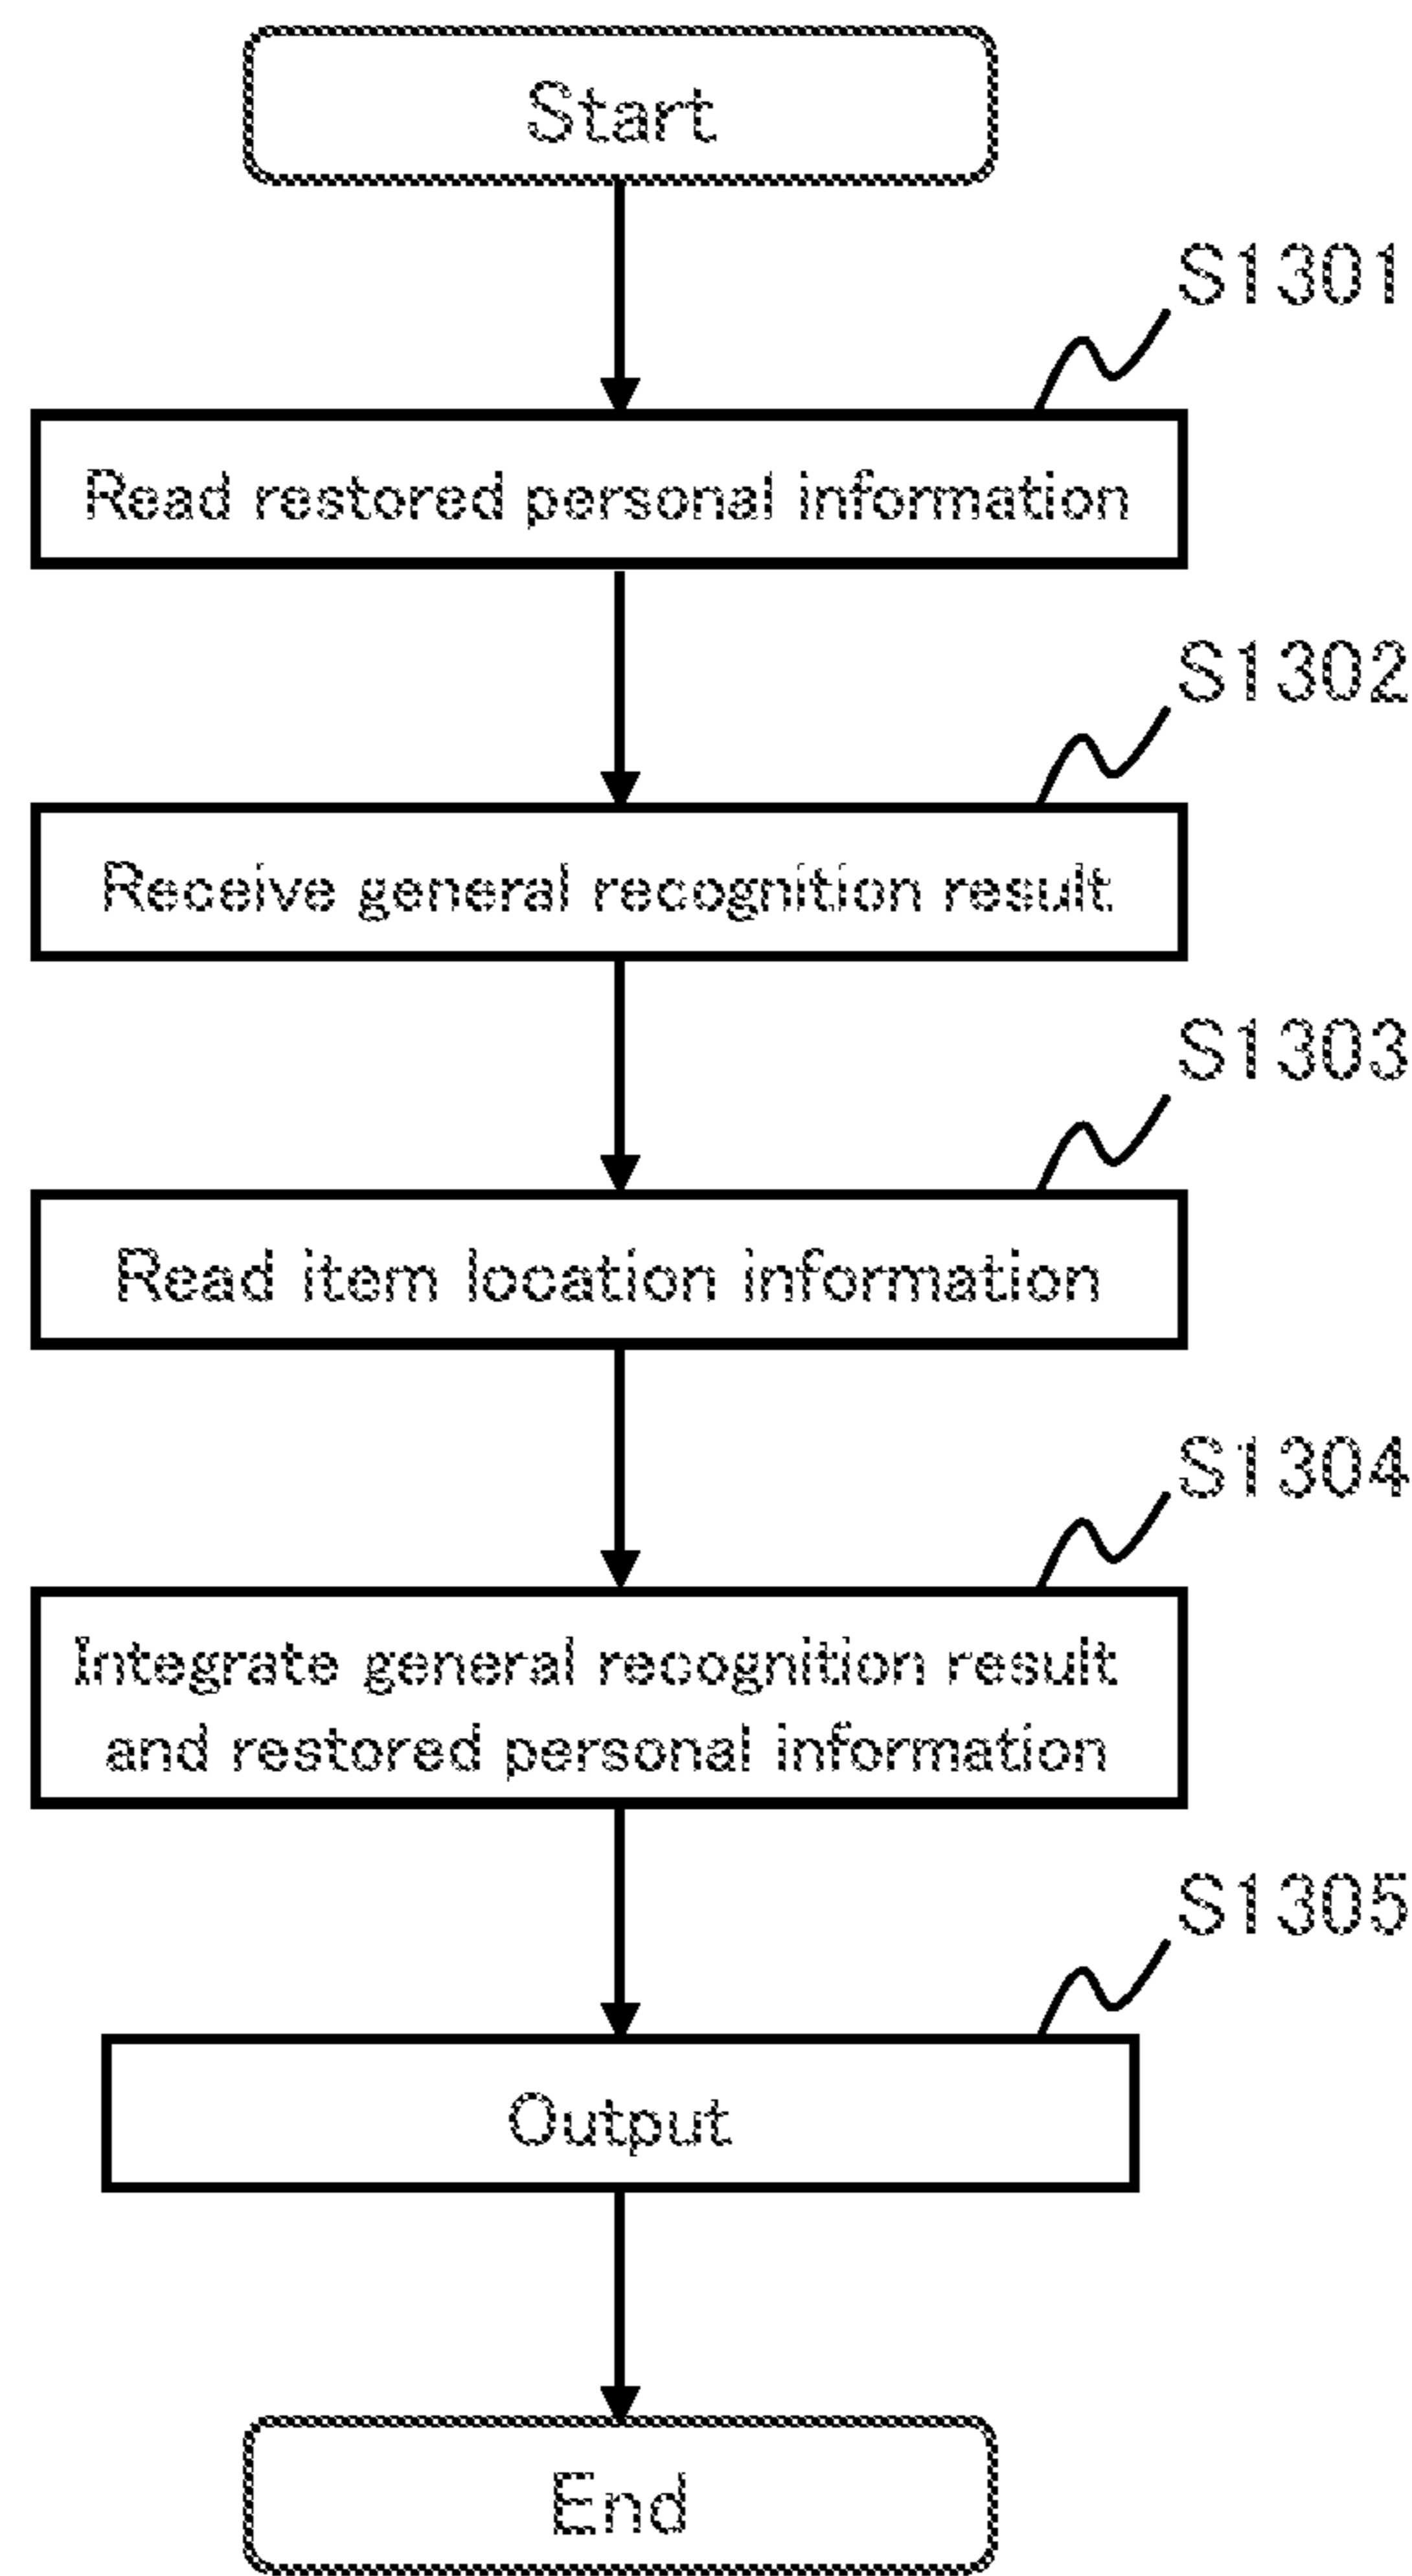 Start
S1301
Read restored personal information
S1302
Receive general recognition result
S1303
Read item location information
S1304
Integrate general recognition result
and restored personal information
S1305
Output
End